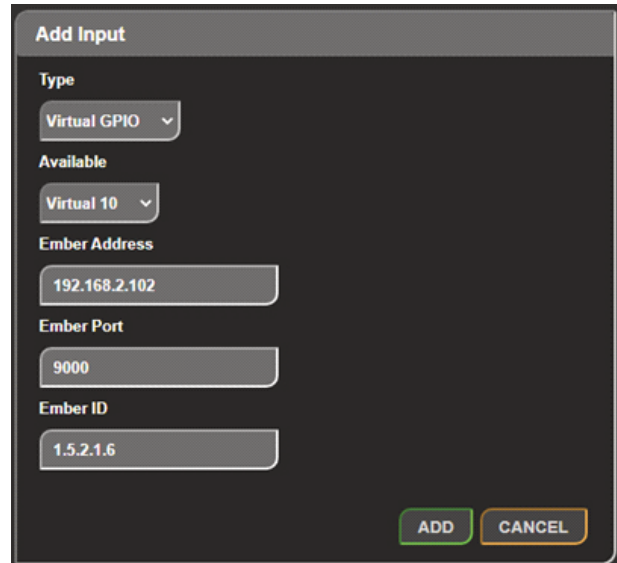 Add Input
Type
Virtual GPIO
Available
Virtual 10
Ember Address
192.168.2.102
Ember Port
9000
Ember ID
1.5.2.1.6
ADD CANCEL